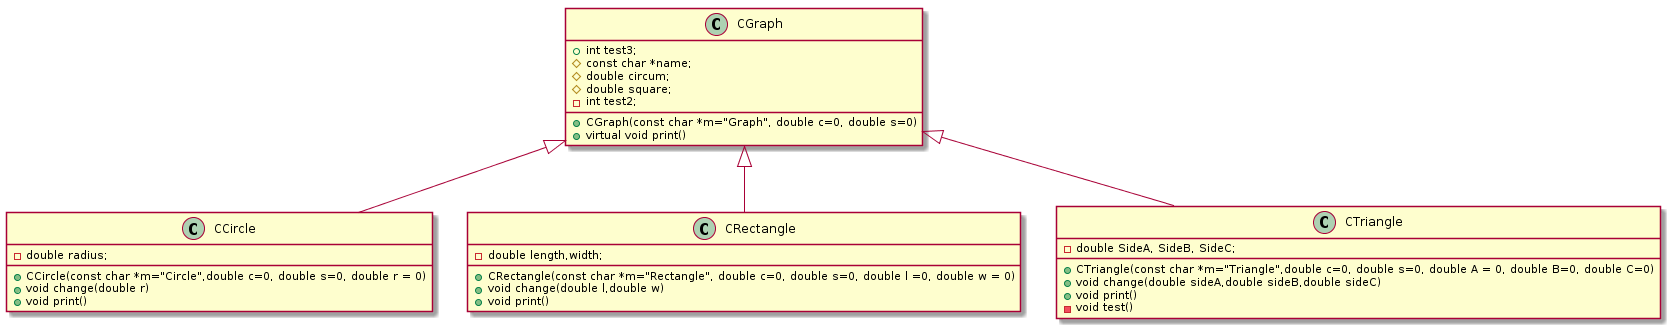 C CGraph
int test3;
const char *name;
double circum;
double square;
int test2;
CGraph(const char *m="Graph", double c=0, double s=0)
virtual void print()
C CCircle
double radius;
CCircle(const char *m="Circle",double c=0, double s=0, double r = 0)
void change(double r)
void print()
C CRectangle
double length,width;
CRectangle(const char *m="Rectangle", double c=0, double s=0, double l =0, double w = 0)
void change(double l,double w)
void print()
C CTriangle
double SideA, SideB, SideC;
CTriangle(const char *m="Triangle",double c=0, double s=0, double A = 0, double B=0, double C=0)
void change(double sideA,double sideB,double sideC)
void print()
void test()